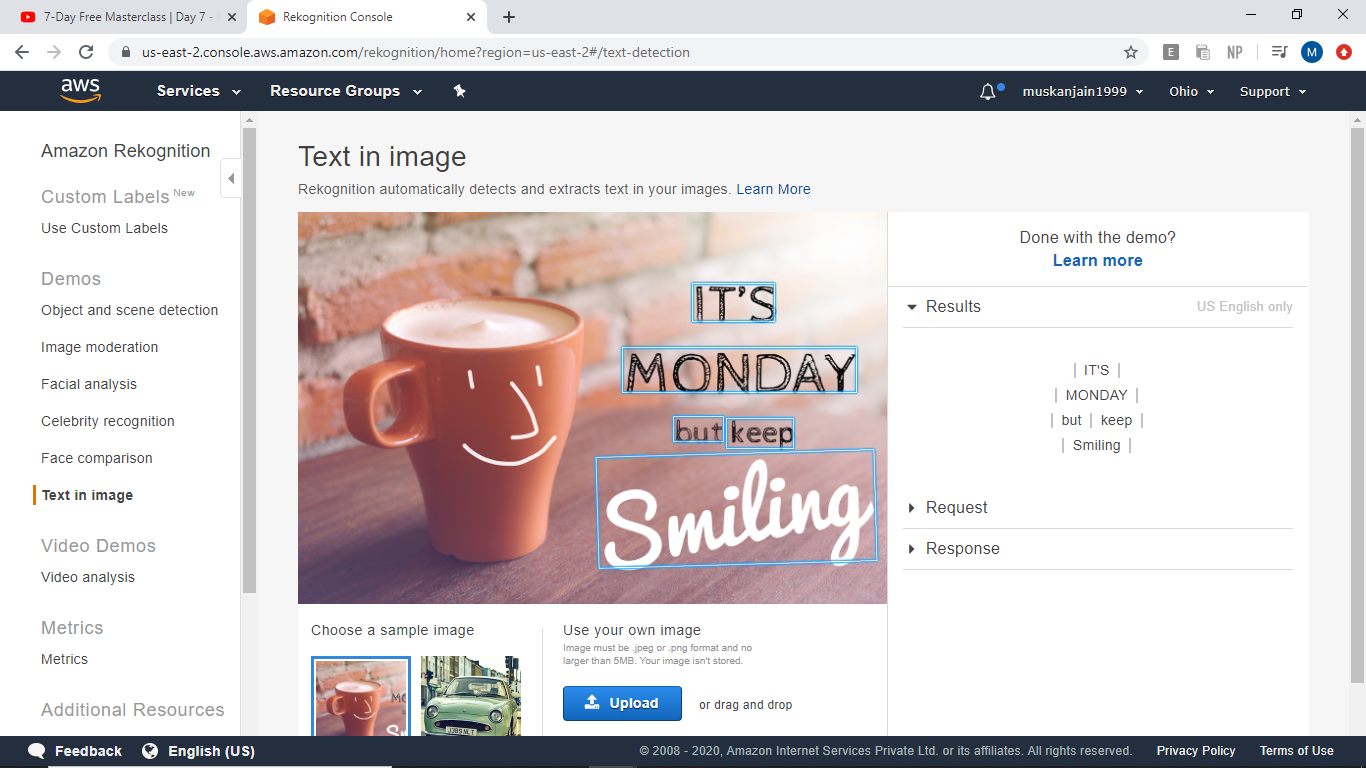 7-Day Free Masterclass | Day 7 -
Rekognition Console
us-east-2.console.aws.amazon.com/rekognition/home?region=us-east-2#/text-detection
E
NP
M
aws
Services
Resource Groups
muskanjain1999
Ohio
Support
Amazon Rekognition
Custom Labels New
Use Custom Labels
Demos
Object and scene detection
Image moderation
Facial analysis
Celebrity recognition
Face comparison
Text in image
Video Demos
Video analysis
Metrics
Metrics
Additional Resources
Text in image
Rekognition automatically detects and extracts text in your images. Learn More
IT'S
MONDAY
but keep
Smiling
Done with the demo?
Learn more
Results US English only
| IT'S |
| MONDAY |
| but | keep |
| Smiling |
Request
Response
Choose a sample image
Use your own image
Image must be .jpeg or .png format and no
larger than 5MB. Your image isn't stored.
Upload or drag and drop
Feedback
English (US)
© 2008 - 2020, Amazon Internet Services Private Ltd. or its affiliates. All rights reserved.
Privacy Policy
Terms of Use